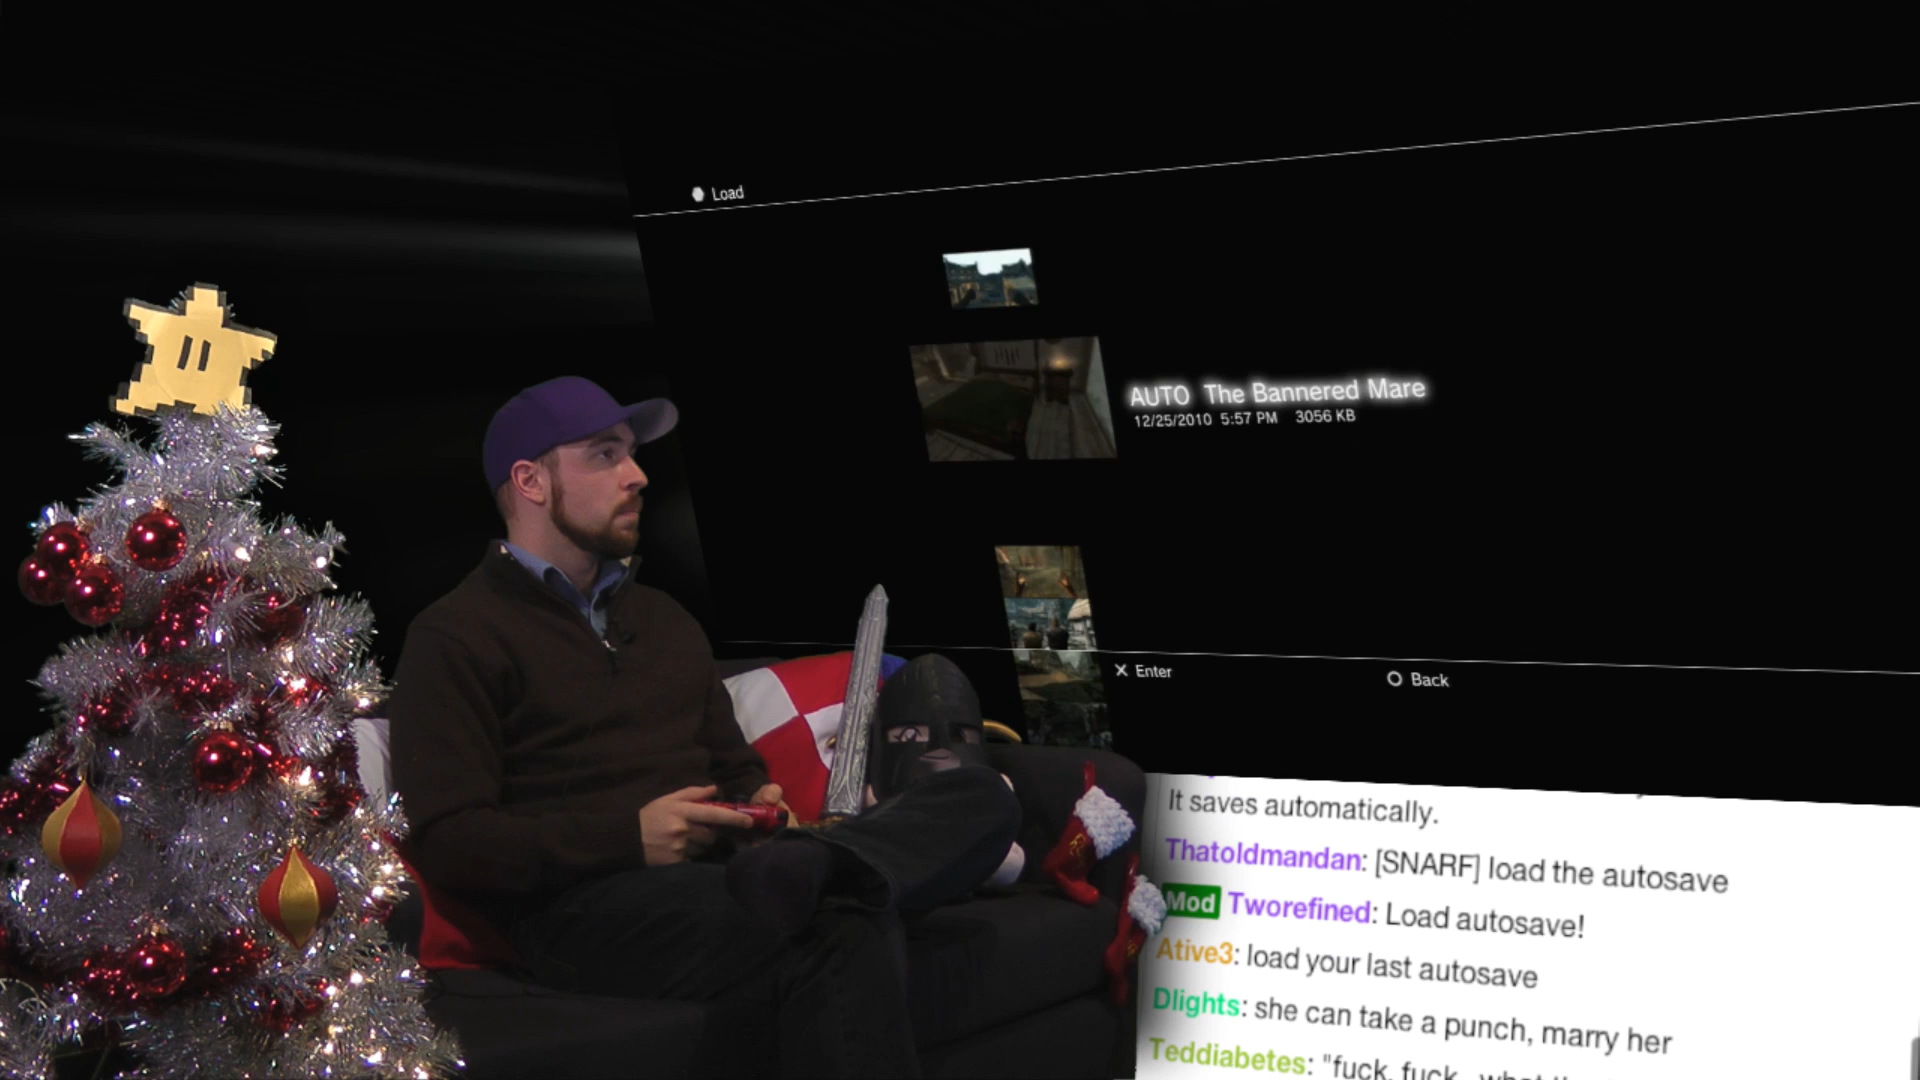 Load
AUTO The Bannered Mare
12/25/2010 5:57 PM 3056 KB
Enter
Back
It saves automatically.
Thatoldmandan: [SNARF] load the autosave
Mod Tworefined: Load autosave!
Ative3: load your last autosave
Dlights: she can take a punch, marry her
Teddiabetes: "fuck, fuck